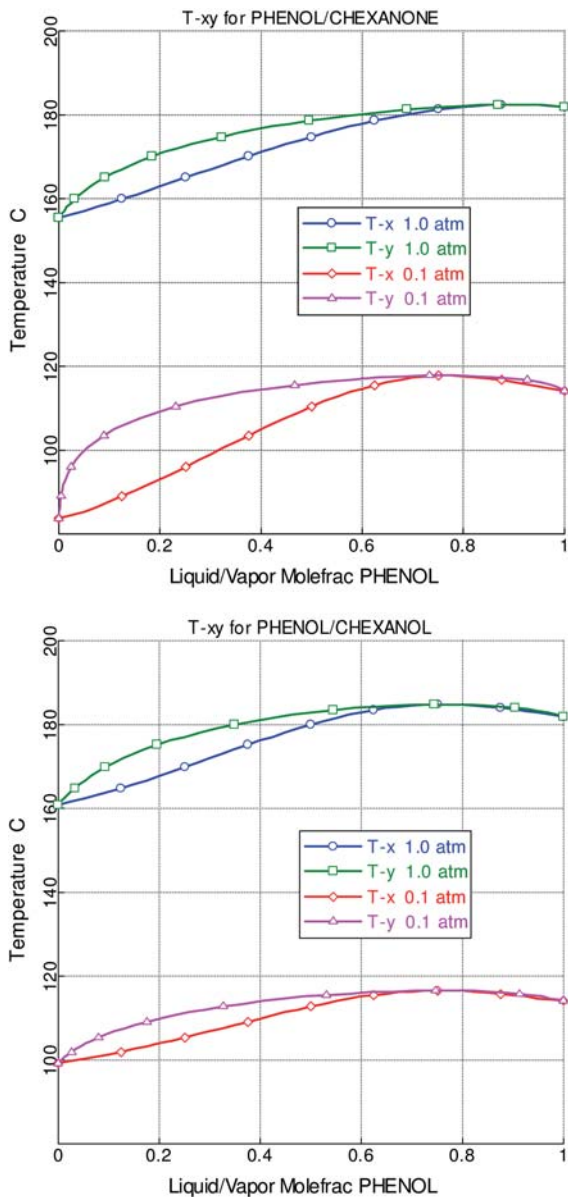 T-xy for PHENOL/CHEXANONE
200
180
160
140
120
100
Temperature C
T-x 1.0 atm
T-y 1.0 atm
T-x 0.1 atm
T-y 0.1 atm
0 0.2 0.4 0.6 0.8 1
Liquid/Vapor Molefrac PHENOL
T-xy for PHENOL/CHEXANOL
200
180
160
140
120
100
Temperature C
T-x 1.0 atm
T-y 1.0 atm
T-x 0.1 atm
T-y 0.1 atm
0 0.2 0.4 0.6 0.8 1
Liquid/Vapor Molefrac PHENOL